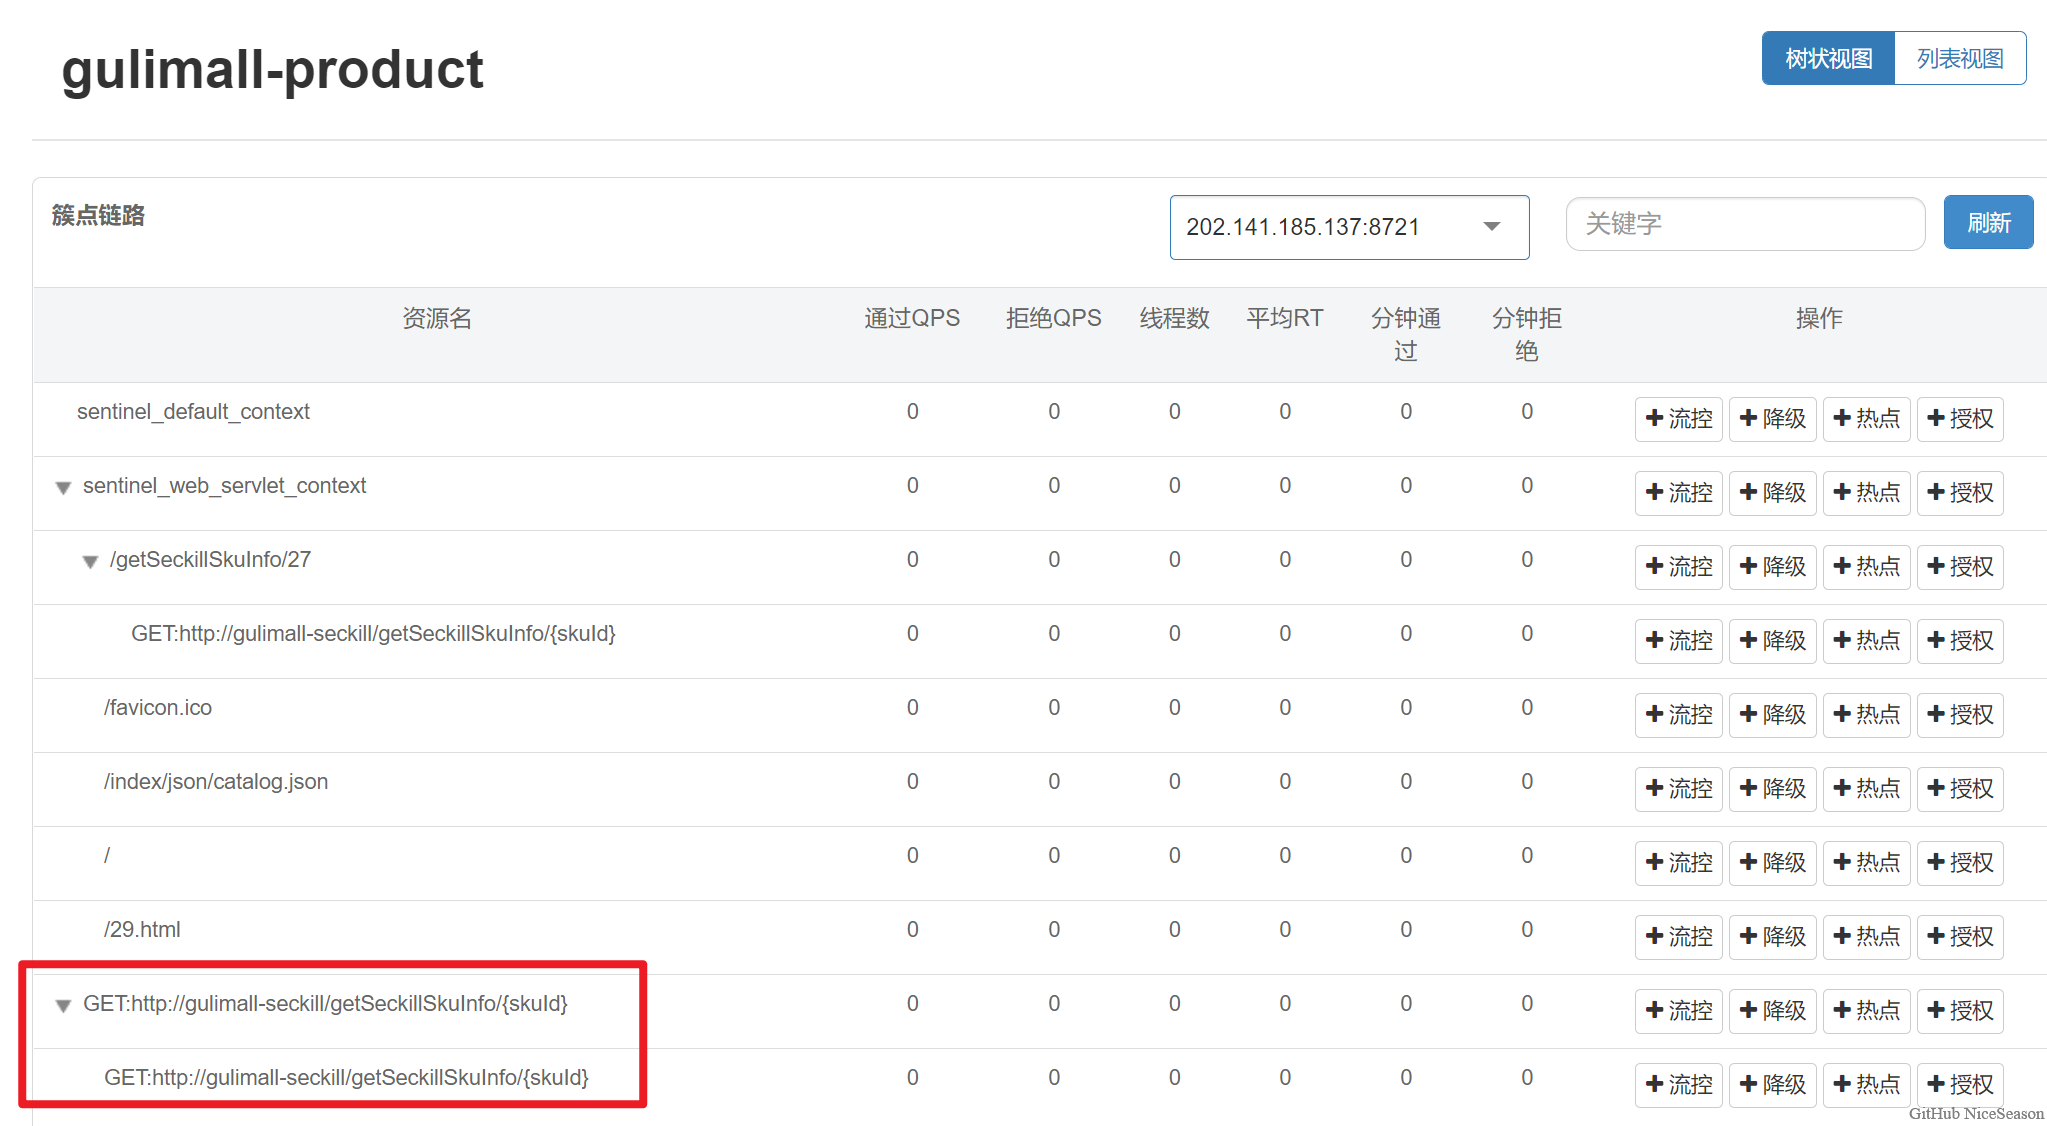 gulimall-product
树状视图 列表视图
簇点链路 202.141.185.137:8721 关键字 刷新
资源名 通过QPS 拒绝QPS 线程数 平均RT 分钟通 分钟拒 操作
过 绝
sentinel_default_context 0 0 0 0 0 0 流控 降级 热点 授权
sentinel_web_servlet_context 0 0 0 0 0 0 流控 降级 热点 授权
/getSeckillSkuInfo/27 0 0 0 0 0 0 流控 降级 热点 授权
GET:http://gulimall-seckill/getSeckillSkuInfo/{skuId} 0 0 0 0 0 0 流控 降级 热点 授权
/favicon.ico 0 0 0 0 0 0 流控 降级 热点 授权
/index/json/catalog.json 0 0 0 0 0 0 流控 降级 热点 授权
/ 0 0 0 0 0 0 流控 降级 热点 授权
/29.html 0 0 0 0 0 0 流控 降级 热点 授权
GET:http://gulimall-seckill/getSeckillSkuInfo/{skuId} 0 0 0 0 0 0 流控 降级 热点 授权
GET:http://gulimall-seckill/getSeckillSkuInfo/{skuId} 0 0 0 0 0 0 流控 降级 热点 授权
GitHub NiceSeason